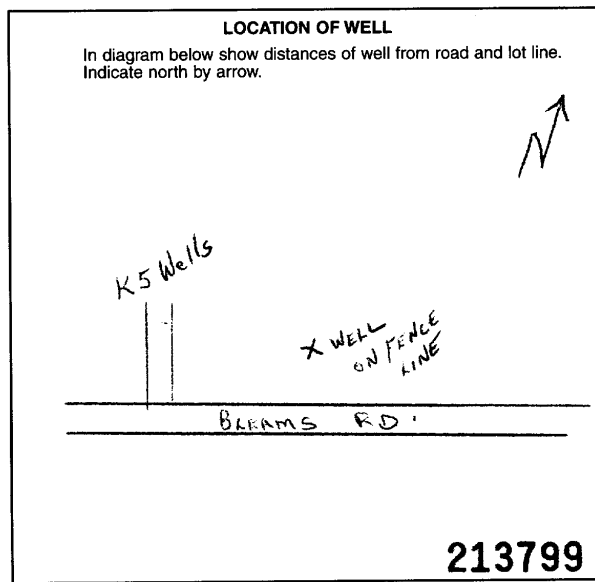 LOCATION OF WELL
In diagram below show distances of well from road and lot line.
Indicate north by arrow.
N
K5 Wells
X WELL
ON FENCE
LINE
BLEAMS RD.
213799